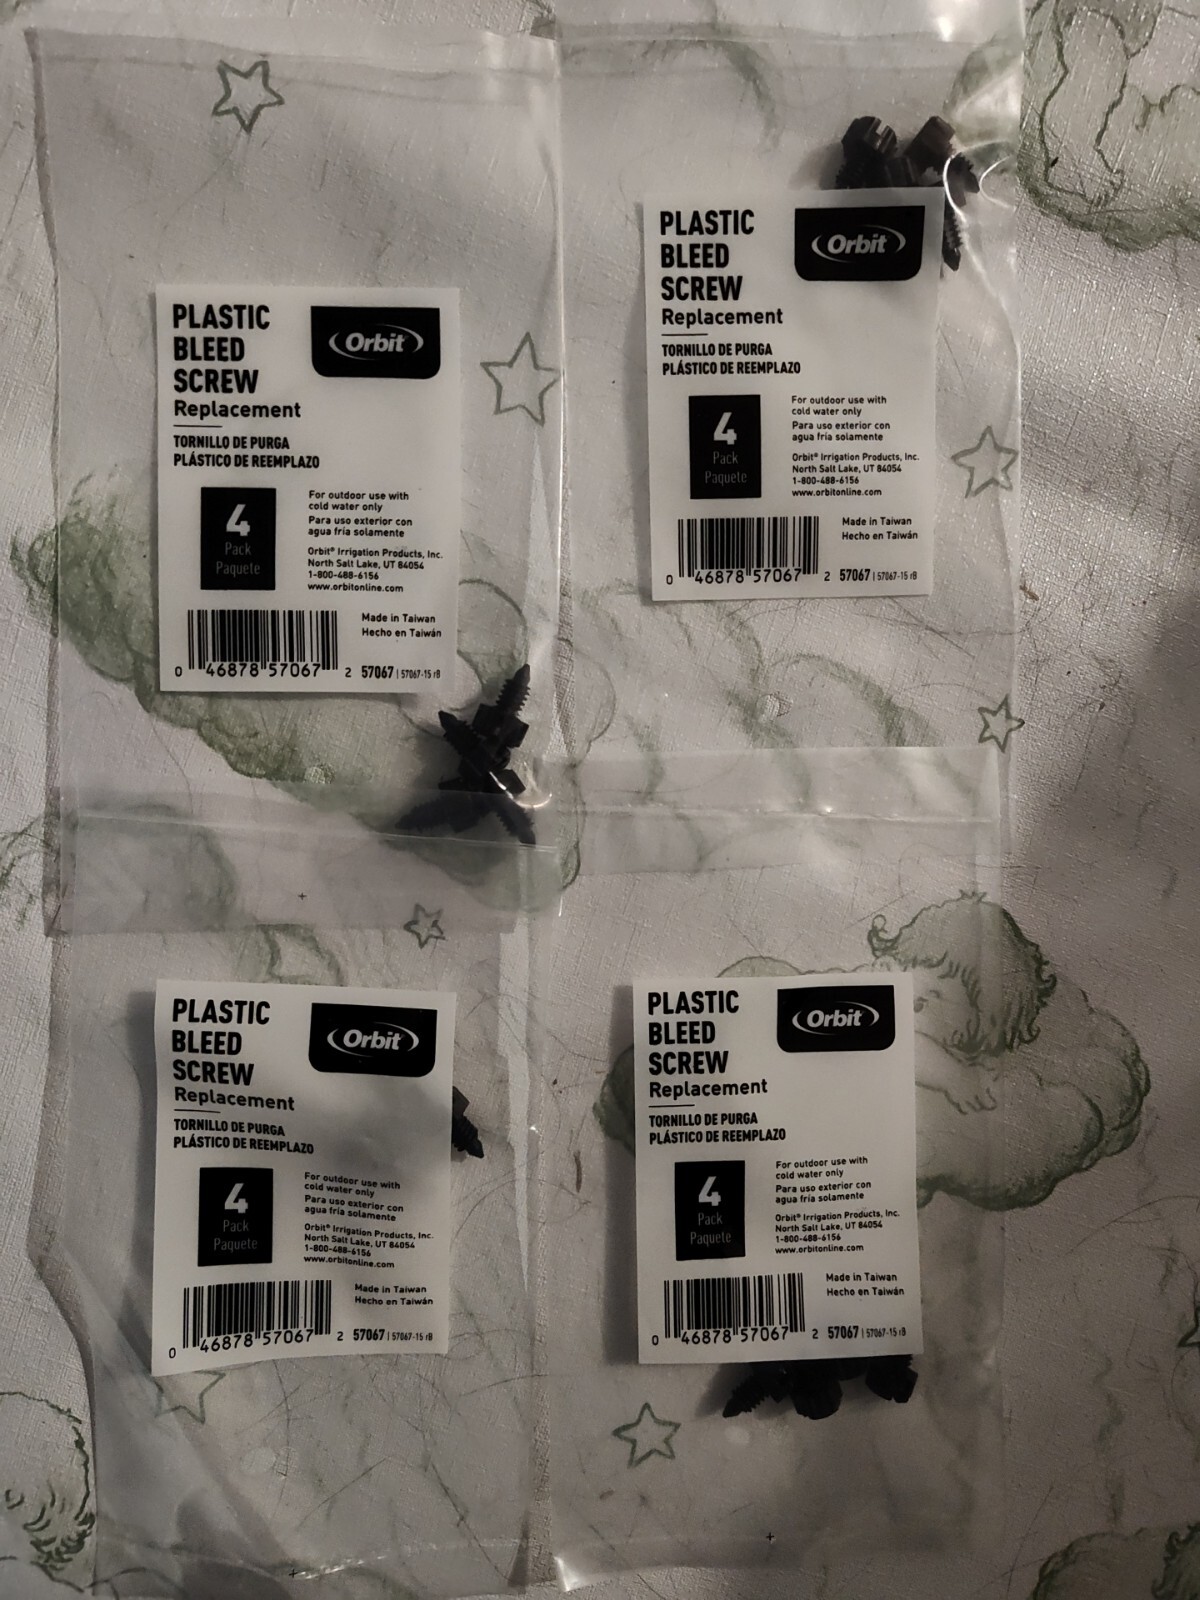 PLASTIC
BLEED
SCREW
Replacement
Orbit
TORNILLO DE PURGA
PLÁSTICO DE REEMPLAZO
4
Pack
Paquete
For outdoor use with
cold water only
Para uso exterior con
agua fría solamente
Orbit® Irrigation Products, Inc.
North Salt Lake, UT 84054
1-800-488-6156
www.orbitonline.com
Made in Taiwan
Hecho en Taiwán
0 46878 57067 2 57067 | 57067-15 rB
PLASTIC
BLEED
SCREW
Replacement
Orbit
TORNILLO DE PURGA
PLÁSTICO DE REEMPLAZO
4
Pack
Paquete
For outdoor use with
cold water only
Para uso exterior con
agua fría solamente
Orbit® Irrigation Products, Inc.
North Salt Lake, UT 84054
1-800-488-6156
www.orbitonline.com
Made in Taiwan
Hecho en Taiwán
0 46878 57067 2 57067 | 57067-15 rB
PLASTIC
BLEED
SCREW
Replacement
Orbit
TORNILLO DE PURGA
PLÁSTICO DE REEMPLAZO
4
Pack
Paquete
For outdoor use with
cold water only
Para uso exterior con
agua fría solamente
Orbit® Irrigation Products, Inc.
North Salt Lake, UT 84054
1-800-488-6156
www.orbitonline.com
Made in Taiwan
Hecho en Taiwán
0 46878 57067 2 57067 | 57067-15 rB
PLASTIC
BLEED
SCREW
Replacement
Orbit
TORNILLO DE PURGA
PLÁSTICO DE REEMPLAZO
4
Pack
Paquete
For outdoor use with
cold water only
Para uso exterior con
agua fría solamente
Orbit® Irrigation Products, Inc.
North Salt Lake, UT 84054
1-800-488-6156
www.orbitonline.com
Made in Taiwan
Hecho en Taiwán
0 46878 57067 2 57067 | 57067-15 rB